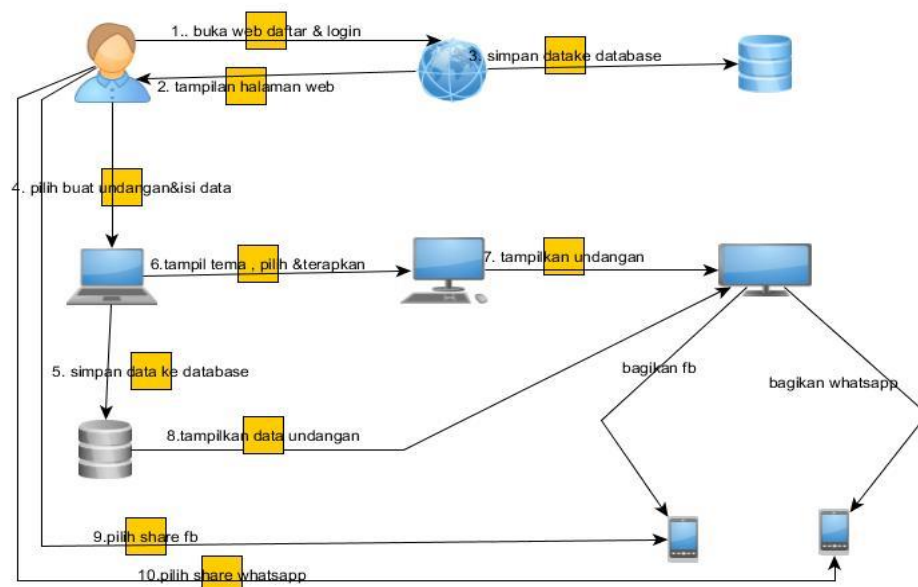 1.. buka web daftar & login
3. simpan datake database
2. tampilan halaman web
4. pilih buat undangan&isi data
6.tampil tema , pilih &terapkan
7. tampilkan undangan
5. simpan data ke database
bagikan fb
bagikan whatsapp
8.tampilkan data undangan
9.pilih share fb
10.pilih share whatsapp